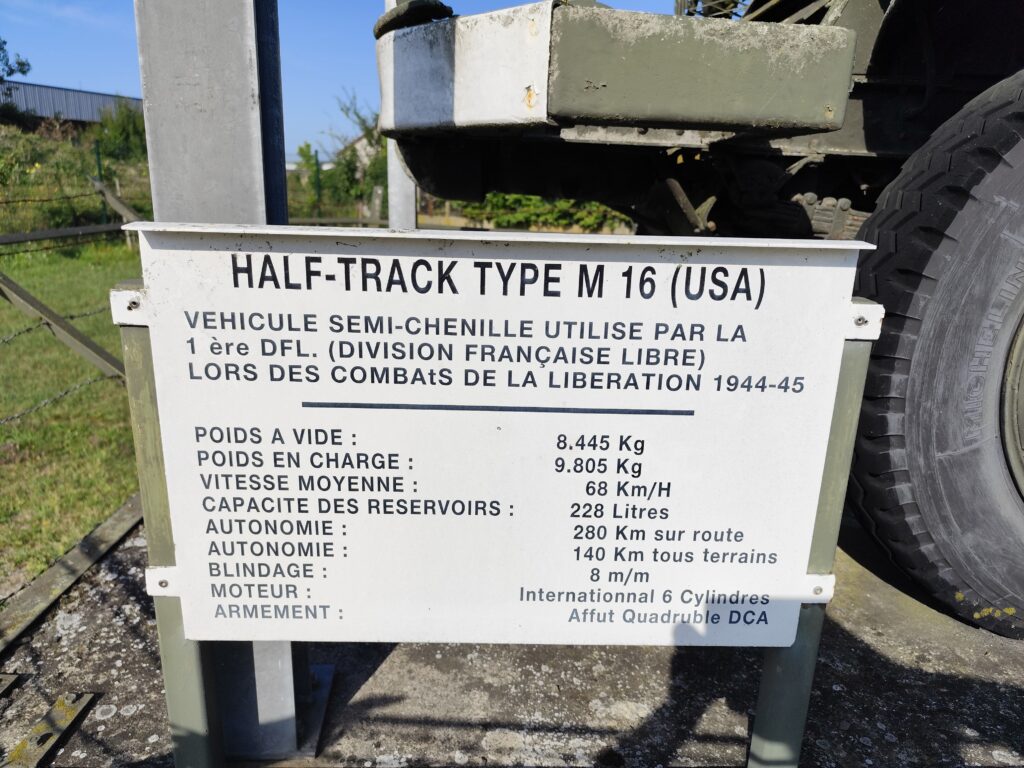 HALF-TRACK TYPE M 16 (USA)
VEHICULE SEMI-CHENILLE UTILISE PAR LA
1 ère DFL. (DIVISION FRANÇAISE LIBRE)
LORS DES COMBAtS DE LA LIBERATION 1944-45
POIDS A VIDE : 8.445 Kg
POIDS EN CHARGE : 9.805 Kg
VITESSE MOYENNE : 68 Km/H
CAPACITE DES RESERVOIRS : 228 Litres
AUTONOMIE : 280 Km sur route
AUTONOMIE : 140 Km tous terrains
BLINDAGE : 8 m/m
MOTEUR : Internationnal 6 Cylindres
ARMEMENT : Affut Quadruble DCA
MICHELIN